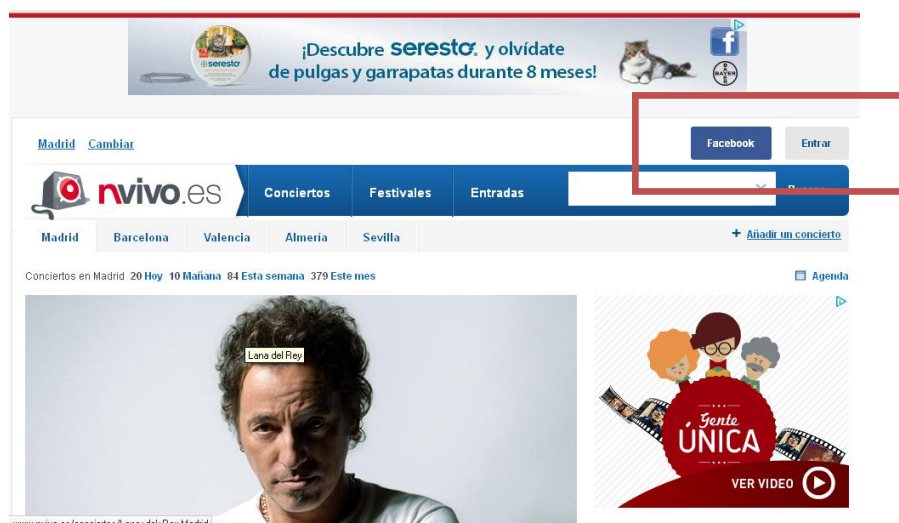 ¡Descubre seresto. y olvídate
de pulgas y garrapatas durante 8 meses!
seresto
BAYER
Madrid Cambiar
Facebook Entrar
nvivo.es Conciertos Festivales Entradas
Madrid Barcelona Valencia Almería Sevilla + Añadir un concierto
Conciertos en Madrid 20 Hoy 10 Mañana 84 Esta semana 379 Este mes Agenda
Lana del Rey
Gente
ÚNICA
VER VIDEO